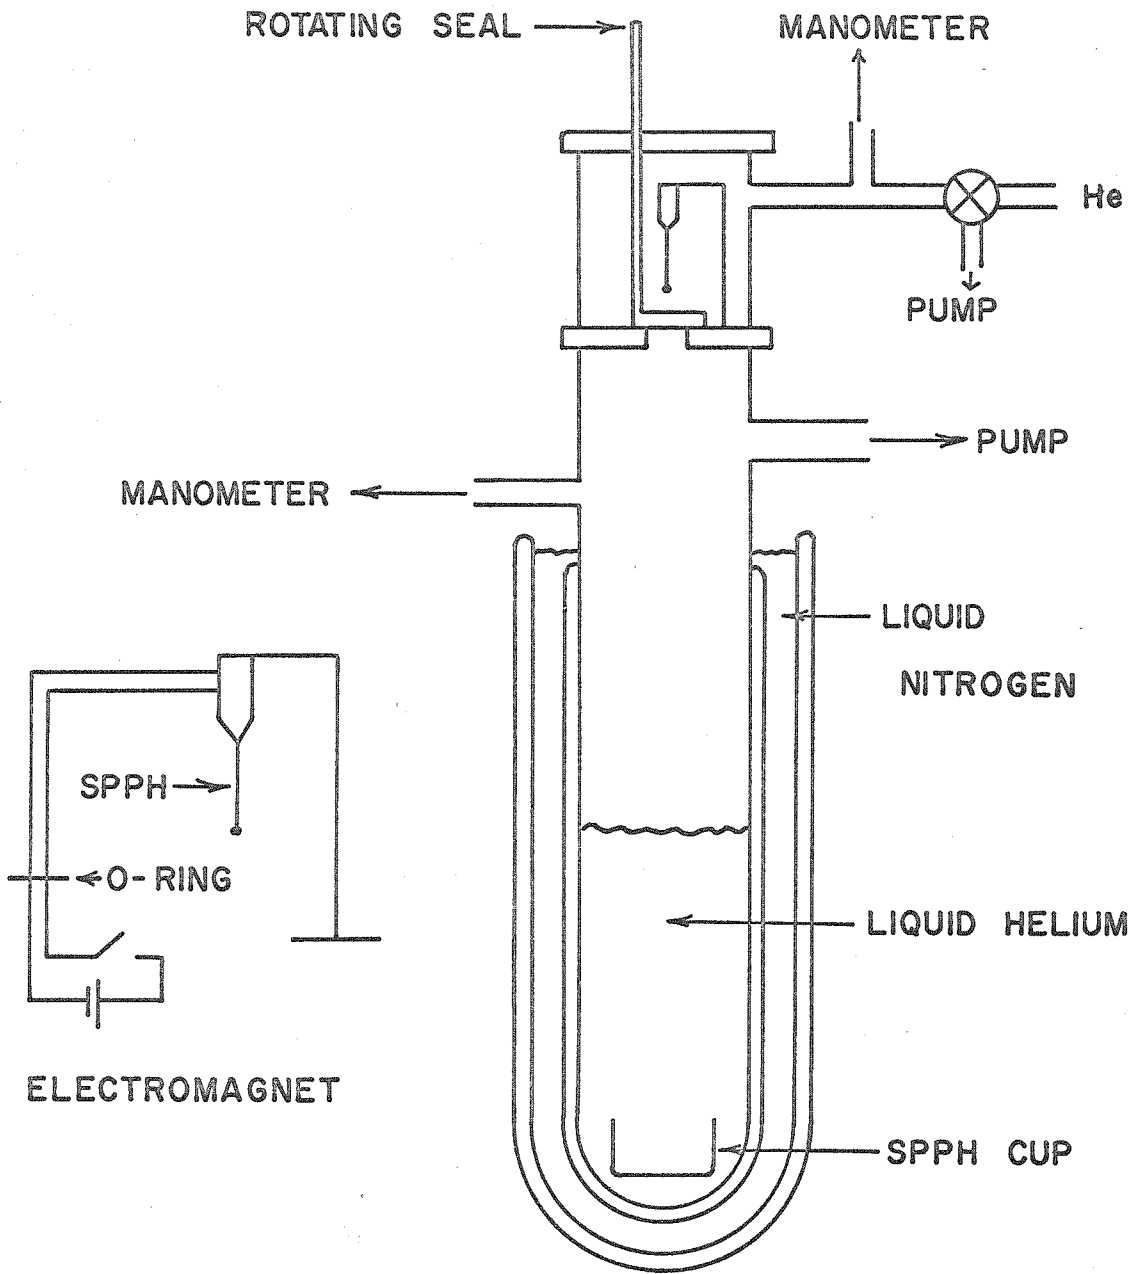 ROTATING SEAL
MANOMETER
He
PUMP
PUMP
MANOMETER
LIQUID
NITROGEN
SPPH
O-RING
LIQUID HELIUM
ELECTROMAGNET
SPPH CUP